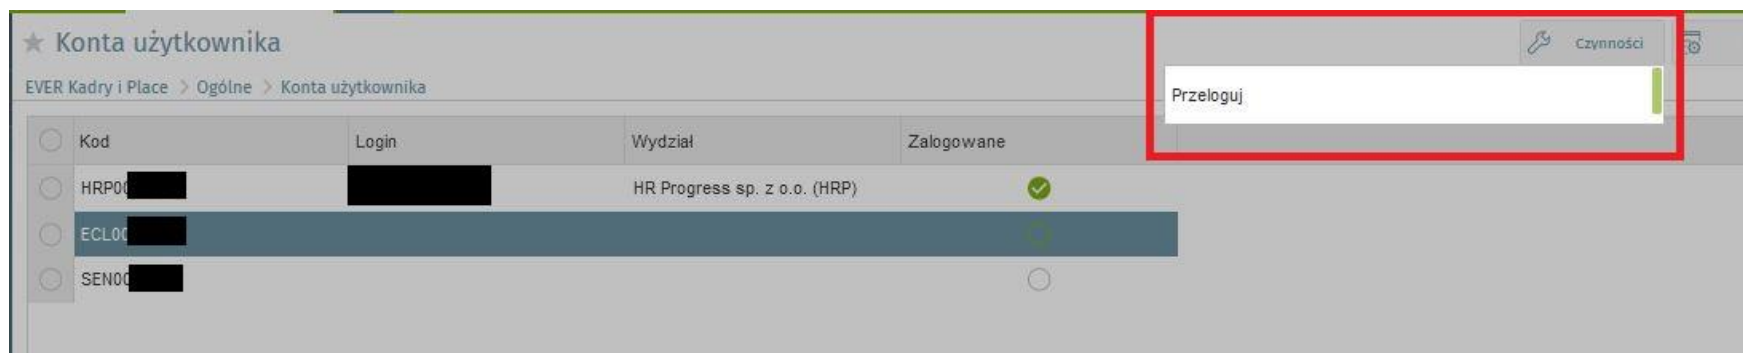 Konta użytkownika
Czynności
EVER Kadry i Płace > Ogólne > Konta użytkownika
Przeloguj
Kod Login Wydział Zalogowane
HRP00 HR Progress sp. z o.o. (HRP)
ECL00
SEN00